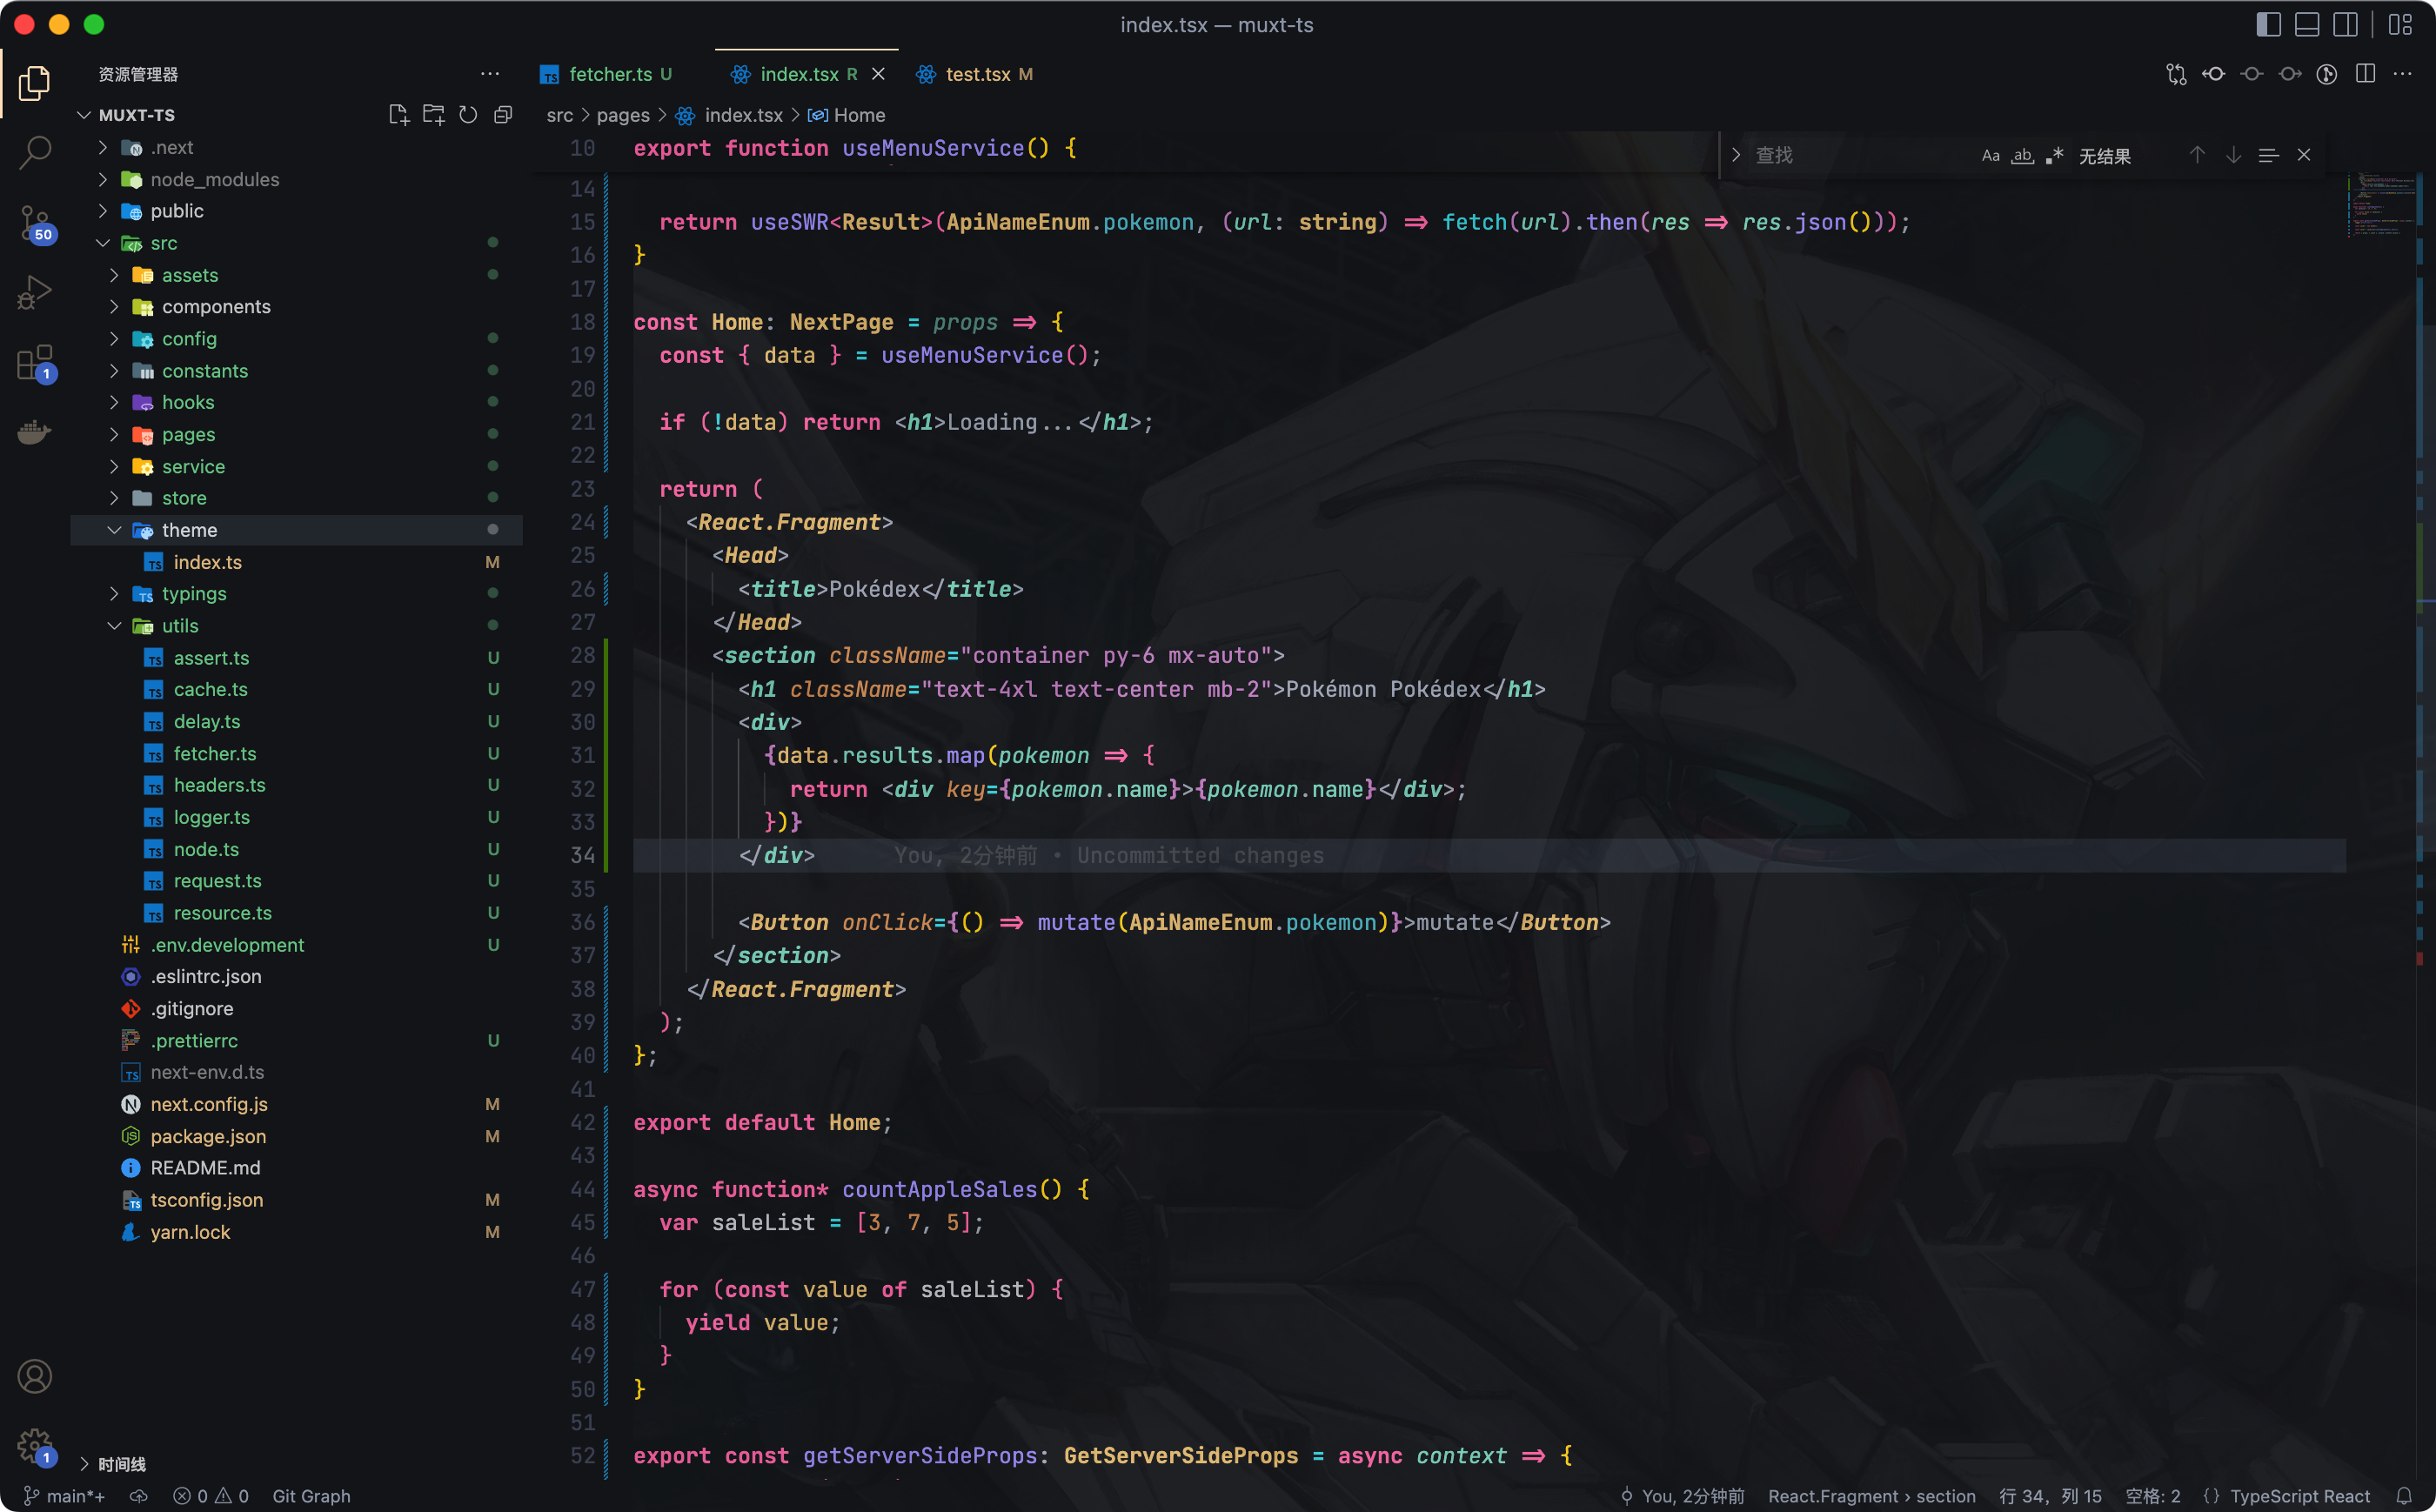 index.tsx — muxt-ts
资源管理器
MUXT-TS
.next
node_modules
public
src
assets
components
config
constants
hooks
pages
service
store
theme
index.ts M
typings
utils
assert.ts U
cache.ts U
delay.ts U
fetcher.ts U
headers.ts U
logger.ts U
node.ts U
request.ts U
resource.ts U
.env.development U
.eslintrc.json
.gitignore
.prettierrc U
next-env.d.ts
next.config.js M
package.json M
README.md
tsconfig.json M
yarn.lock M
时间线
50
1
1
fetcher.ts U
index.tsx R
test.tsx M
src > pages > index.tsx > Home
查找 Aa ab .* 无结果
10 export function useMenuService() {
14
15 return useSWR<Result>(ApiNameEnum.pokemon, (url: string) => fetch(url).then(res => res.json()));
16 }
17
18 const Home: NextPage = props => {
19 const { data } = useMenuService();
20
21 if (!data) return <h1>Loading...</h1>;
22
23 return (
24 <React.Fragment>
25 <Head>
26 <title>Pokédex</title>
27 </Head>
28 <section className="container py-6 mx-auto">
29 <h1 className="text-4xl text-center mb-2">Pokémon Pokédex</h1>
30 <div>
31 {data.results.map(pokemon => {
32 return <div key={pokemon.name}>{pokemon.name}</div>;
33 })}
34 </div> You, 2分钟前 • Uncommitted changes
35
36 <Button onClick={() => mutate(ApiNameEnum.pokemon)}>mutate</Button>
37 </section>
38 </React.Fragment>
39 );
40 };
41
42 export default Home;
43
44 async function* countAppleSales() {
45 var saleList = [3, 7, 5];
46
47 for (const value of saleList) {
48 yield value;
49 }
50 }
51
52 export const getServerSideProps: GetServerSideProps = async context => {
main*+ 0 0 Git Graph
You, 2分钟前 React.Fragment › section 行 34，列 15 空格: 2 {} TypeScript React